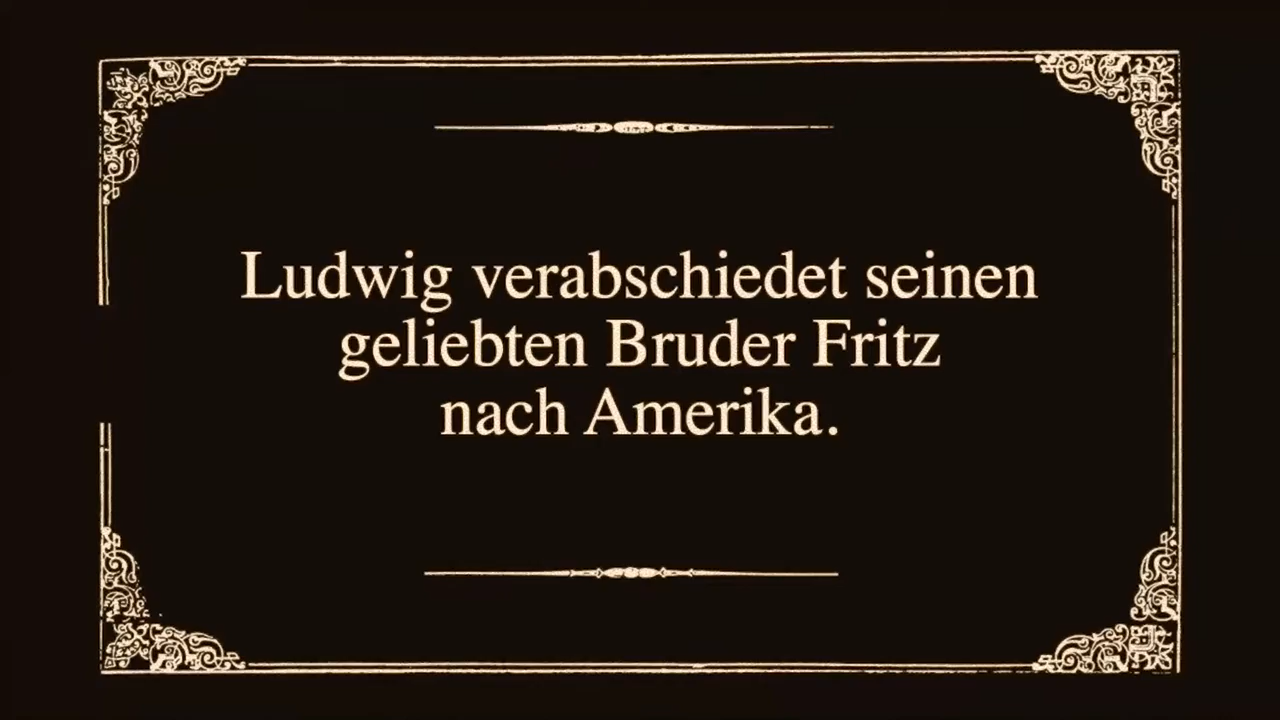 Ludwig verabschiedet seinen
geliebten Bruder Fritz
nach Amerika.